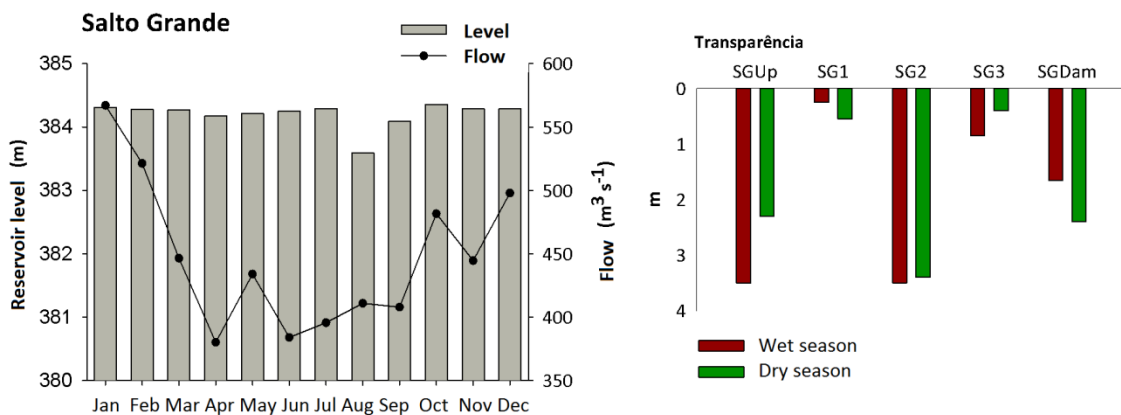 Salto Grande
Level
Flow
385
384
383
382
381
380
Reservoir level (m)
600
550
500
450
400
350
Flow (m³ s⁻¹)
Jan Feb Mar Apr May Jun Jul Aug Sep Oct Nov Dec
Transparência
SGUp SG1 SG2 SG3 SGDam
0
1
2
3
4
m
Wet season
Dry season